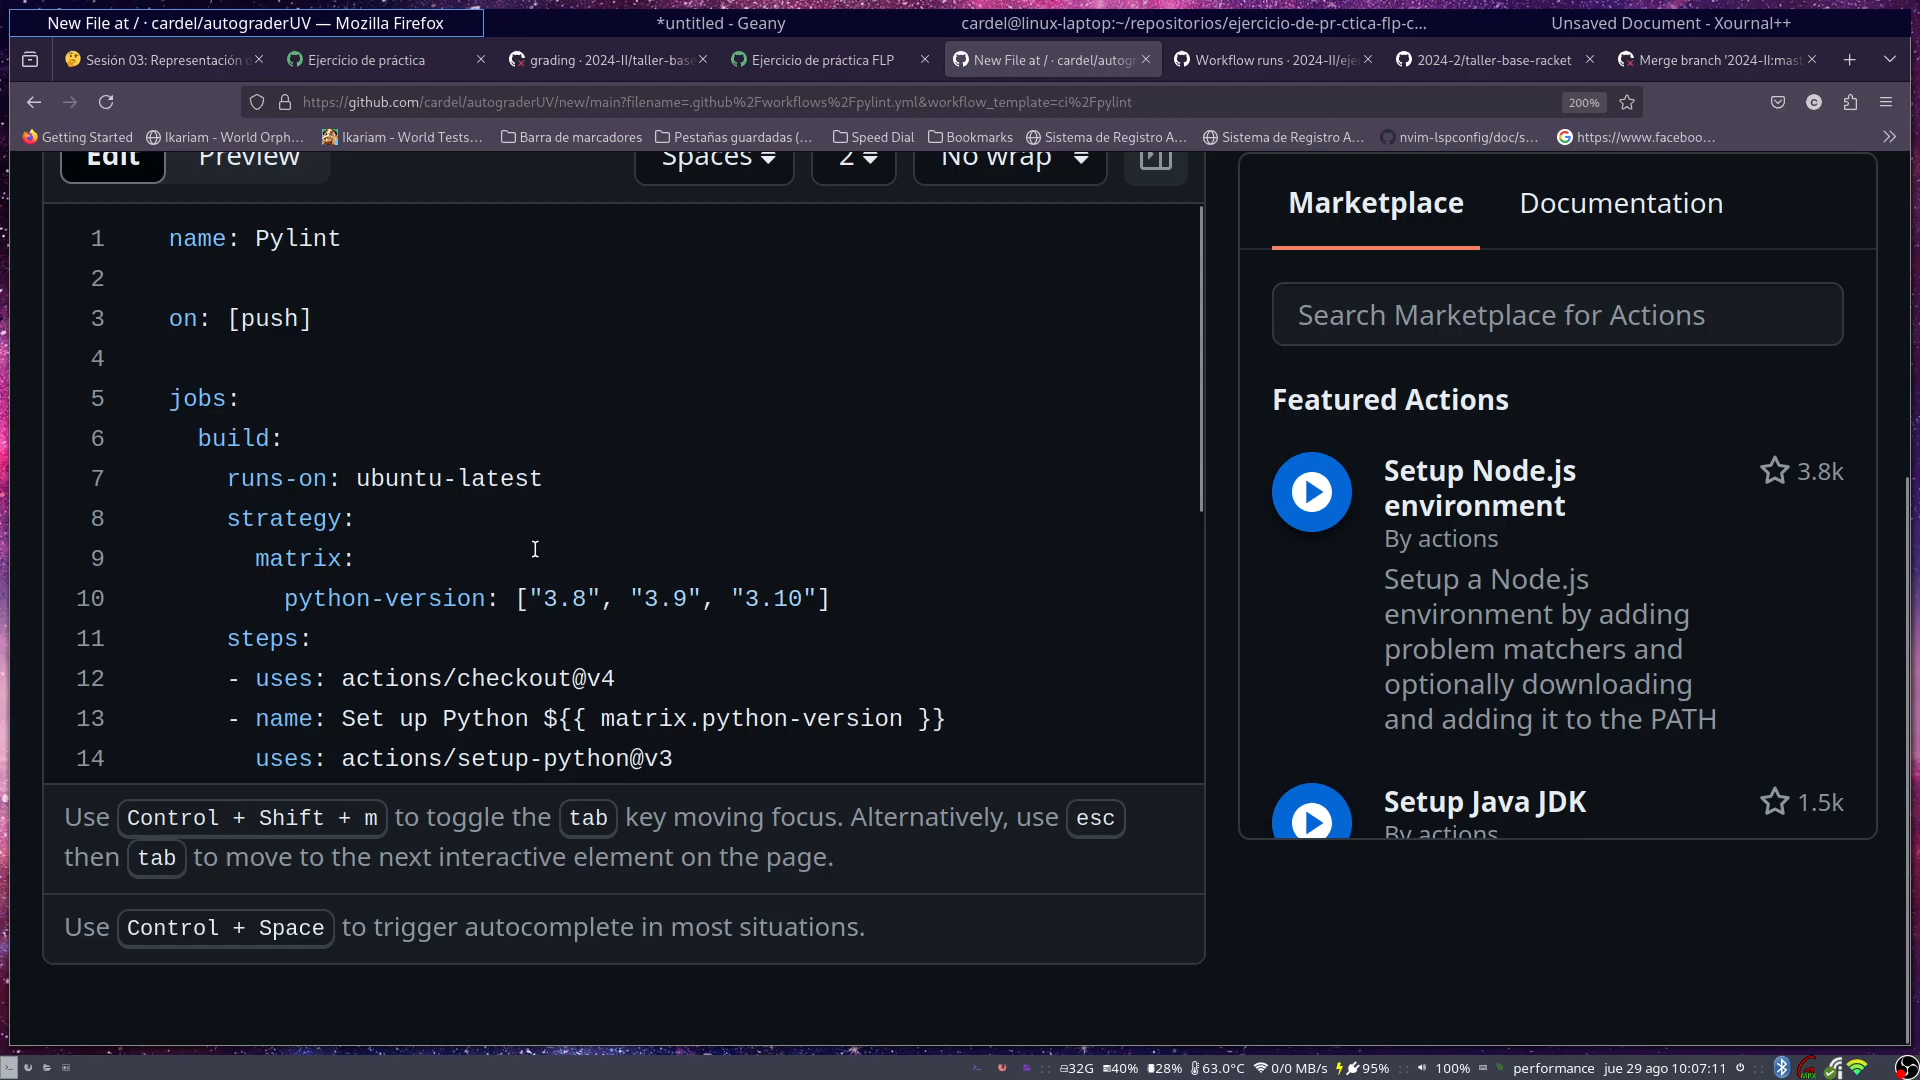 New File at / · cardel/autograderUV — Mozilla Firefox
*untitled - Geany
cardel@linux-laptop:~/repositorios/ejercicio-de-pr-ctica-flp-c...
Unsaved Document - Xournal++
Sesión 03: Representación
Ejercicio de práctica
grading · 2024-II/taller-base
Ejercicio de práctica FLP
New File at / · cardel/autogr
Workflow runs · 2024-II/eje
2024-2/taller-base-racket
Merge branch '2024-II:mas
https://github.com/cardel/autograderUV/new/main?filename=.github%2Fworkflows%2Fpylint.yml&workflow_template=ci%2Fpylint
200%
Getting Started
Ikariam - World Orph...
Ikariam - World Tests...
Barra de marcadores
Pestañas guardadas (...
Speed Dial
Bookmarks
Sistema de Registro A...
Sistema de Registro A...
nvim-lspconfig/doc/s...
https://www.faceboo...
Edit
Preview
Spaces
2
No wrap
1 name: Pylint
2
3 on: [push]
4
5 jobs:
6 build:
7 runs-on: ubuntu-latest
8 strategy:
9 matrix:
10 python-version: ["3.8", "3.9", "3.10"]
11 steps:
12 - uses: actions/checkout@v4
13 - name: Set up Python ${{ matrix.python-version }}
14 uses: actions/setup-python@v3
Use Control + Shift + m to toggle the tab key moving focus. Alternatively, use esc
then tab to move to the next interactive element on the page.
Use Control + Space to trigger autocomplete in most situations.
Marketplace
Documentation
Search Marketplace for Actions
Featured Actions
Setup Node.js
environment
3.8k
By actions
Setup a Node.js
environment by adding
problem matchers and
optionally downloading
and adding it to the PATH
Setup Java JDK
1.5k
By actions
32G
40%
28%
63.0°C
0/0 MB/s
95%
100%
performance
jue 29 ago 10:07:11